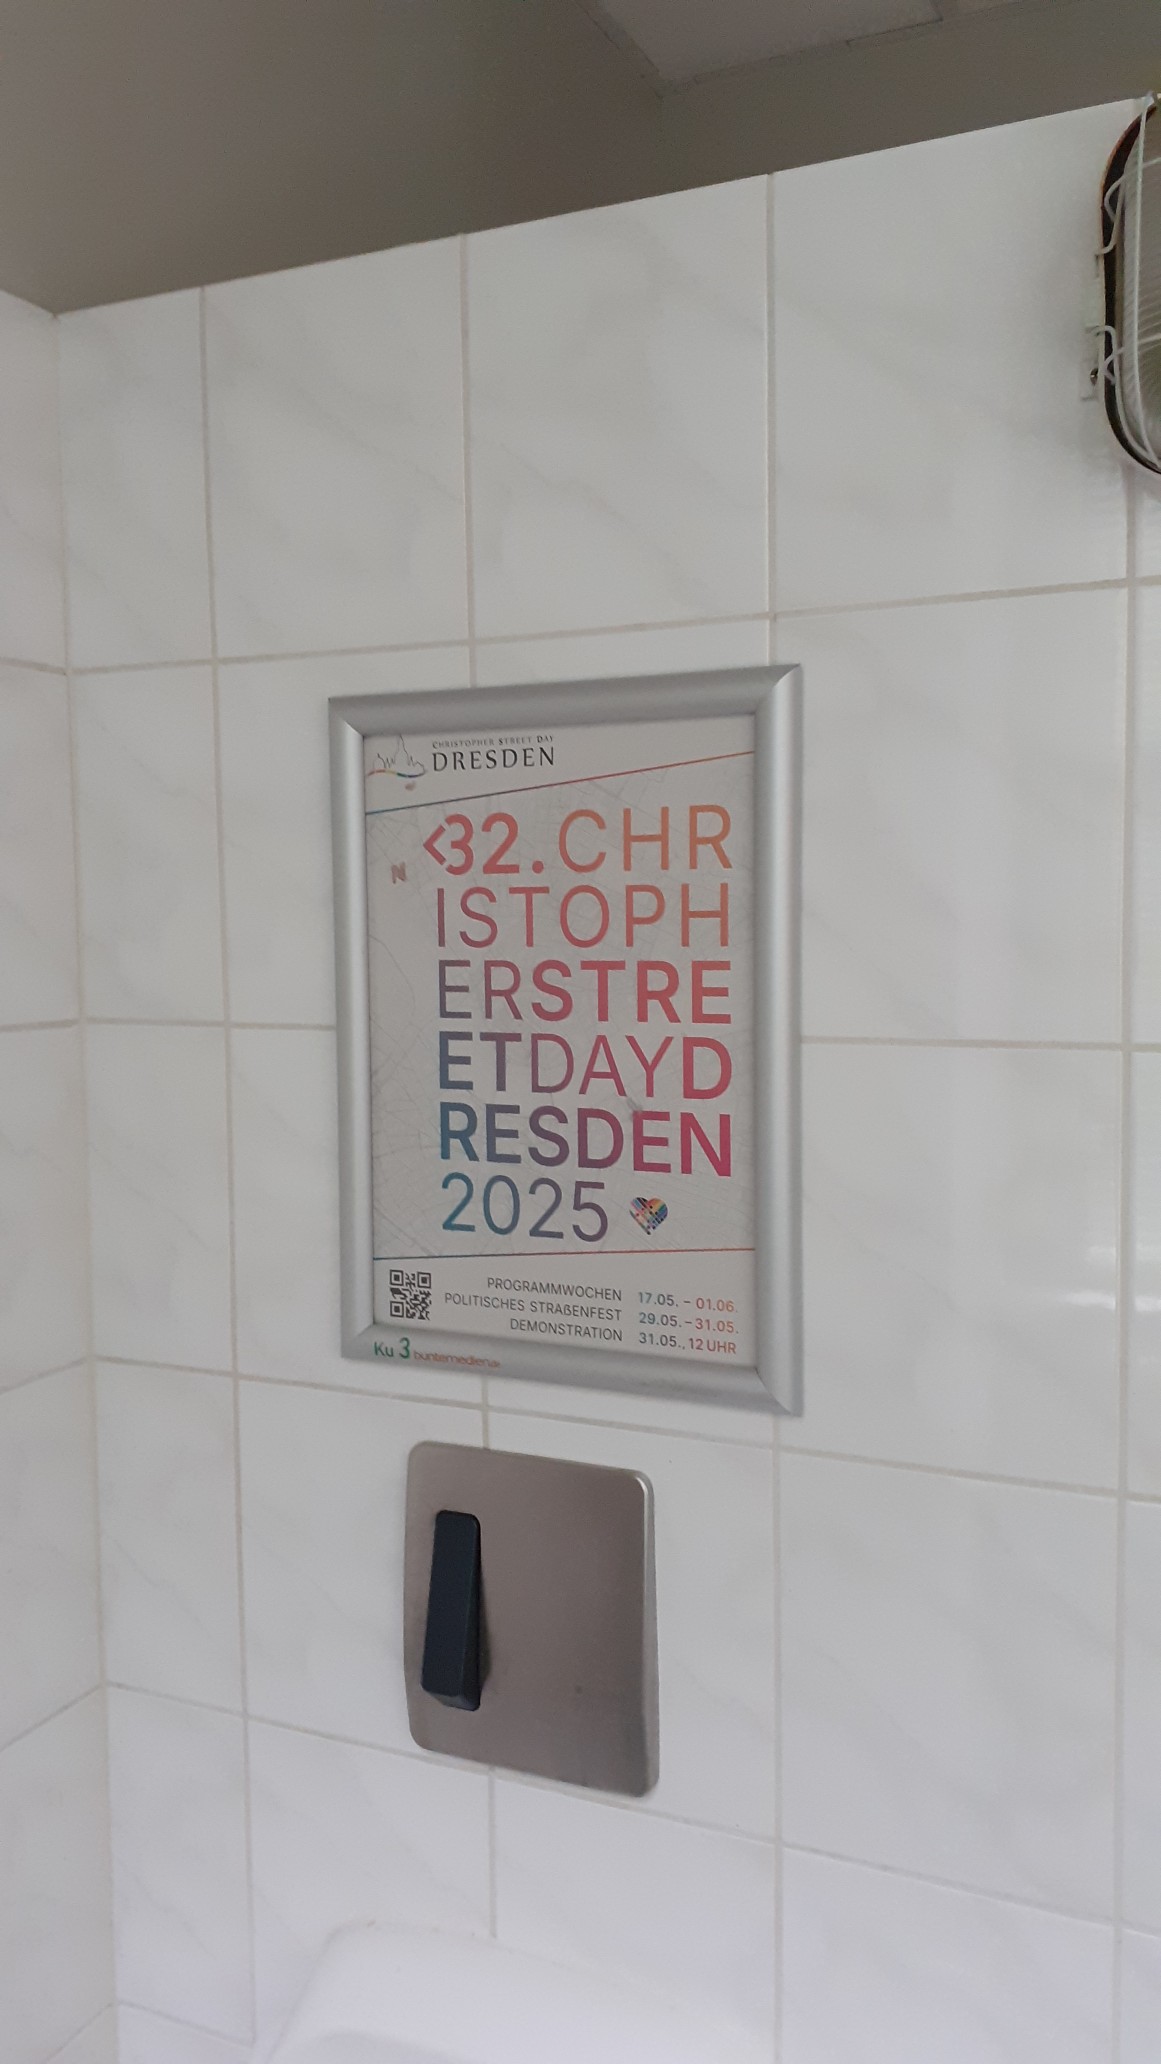 CHRISTOPHER STREET DAY
DRESDEN
<32. CHR
ISTOPH
ERSTRE
ETDAYD
RESDEN
2025
N
PROGRAMMWOCHEN 17.05. – 01.06.
POLITISCHES STRAßENFEST 29.05. – 31.05.
DEMONSTRATION 31.05., 12 UHR
Ku 3 buntemedien.de